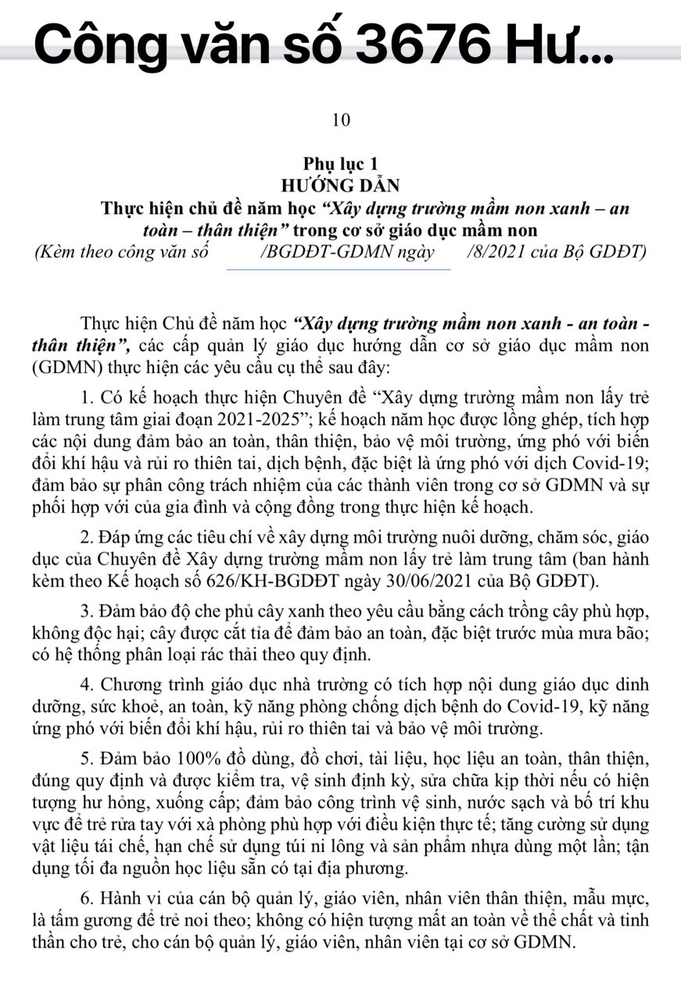 Công văn số 3676 Hư...
10
Phụ lục 1
HƯỚNG DẪN
Thực hiện chủ đề năm học “Xây dựng trường mầm non xanh – an
toàn – thân thiện” trong cơ sở giáo dục mầm non
(Kèm theo công văn số /BGDĐT-GDMN ngày /8/2021 của Bộ GDĐT)
Thực hiện Chủ đề năm học “Xây dựng trường mầm non xanh - an toàn -
thân thiện”, các cấp quản lý giáo dục hướng dẫn cơ sở giáo dục mầm non
(GDMN) thực hiện các yêu cầu cụ thể sau đây:
1. Có kế hoạch thực hiện Chuyên đề “Xây dựng trường mầm non lấy trẻ
làm trung tâm giai đoạn 2021-2025”; kế hoạch năm học được lồng ghép, tích hợp
các nội dung đảm bảo an toàn, thân thiện, bảo vệ môi trường, ứng phó với biến
đổi khí hậu và rủi ro thiên tai, dịch bệnh, đặc biệt là ứng phó với dịch Covid-19;
đảm bảo sự phân công trách nhiệm của các thành viên trong cơ sở GDMN và sự
phối hợp với của gia đình và cộng đồng trong thực hiện kế hoạch.
2. Đáp ứng các tiêu chí về xây dựng môi trường nuôi dưỡng, chăm sóc, giáo
dục của Chuyên đề Xây dựng trường mầm non lấy trẻ làm trung tâm (ban hành
kèm theo Kế hoạch số 626/KH-BGDĐT ngày 30/06/2021 của Bộ GDĐT).
3. Đảm bảo độ che phủ cây xanh theo yêu cầu bằng cách trồng cây phù hợp,
không độc hại; cây được cắt tỉa để đảm bảo an toàn, đặc biệt trước mùa mưa bão;
có hệ thống phân loại rác thải theo quy định.
4. Chương trình giáo dục nhà trường có tích hợp nội dung giáo dục dinh
dưỡng, sức khoẻ, an toàn, kỹ năng phòng chống dịch bệnh do Covid-19, kỹ năng
ứng phó với biến đổi khí hậu, rủi ro thiên tai và bảo vệ môi trường.
5. Đảm bảo 100% đồ dùng, đồ chơi, tài liệu, học liệu an toàn, thân thiện,
đúng quy định và được kiểm tra, vệ sinh định kỳ, sửa chữa kịp thời nếu có hiện
tượng hư hỏng, xuống cấp; đảm bảo công trình vệ sinh, nước sạch và bố trí khu
vực để trẻ rửa tay với xà phòng phù hợp với điều kiện thực tế; tăng cường sử dụng
vật liệu tái chế, hạn chế sử dụng túi ni lông và sản phẩm nhựa dùng một lần; tận
dụng tối đa nguồn học liệu sẵn có tại địa phương.
6. Hành vi của cán bộ quản lý, giáo viên, nhân viên thân thiện, mẫu mực,
là tấm gương để trẻ noi theo; không có hiện tượng mất an toàn về thể chất và tinh
thần cho trẻ, cho cán bộ quản lý, giáo viên, nhân viên tại cơ sở GDMN.